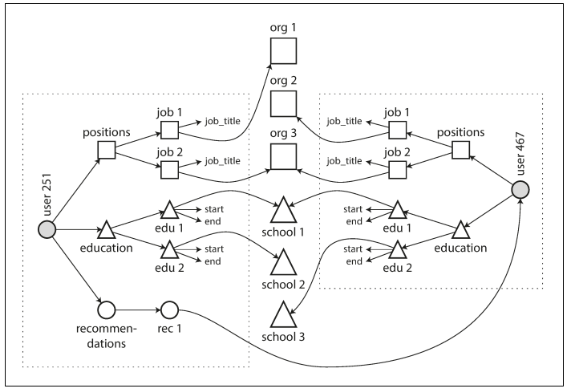 org 1
org 2
org 3
job 1
job_title
positions
job 2
job_title
user 251
edu 1
start
end
education
edu 2
start
end
recommen-
dations
rec 1
school 1
school 2
school 3
job 1
job_title
positions
job 2
job_title
user 467
start
end
edu 1
education
start
end
edu 2